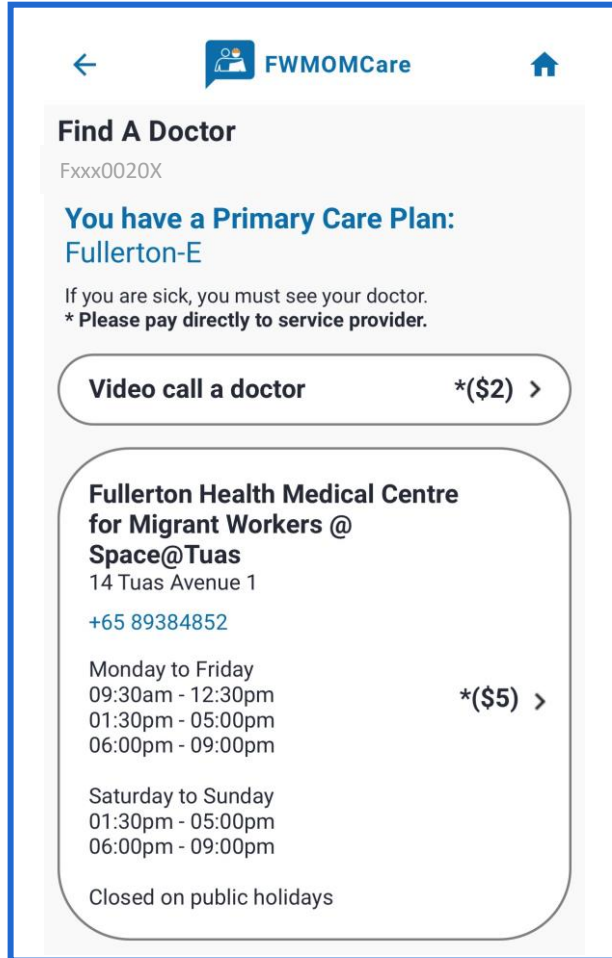 FWMOMCare
Find A Doctor
Fxxx0020X
You have a Primary Care Plan:
Fullerton-E
If you are sick, you must see your doctor.
* Please pay directly to service provider.
Video call a doctor *($2) >
Fullerton Health Medical Centre
for Migrant Workers @
Space@Tuas
14 Tuas Avenue 1
+65 89384852
Monday to Friday
09:30am - 12:30pm
01:30pm - 05:00pm
06:00pm - 09:00pm
*($5) >
Saturday to Sunday
01:30pm - 05:00pm
06:00pm - 09:00pm
Closed on public holidays